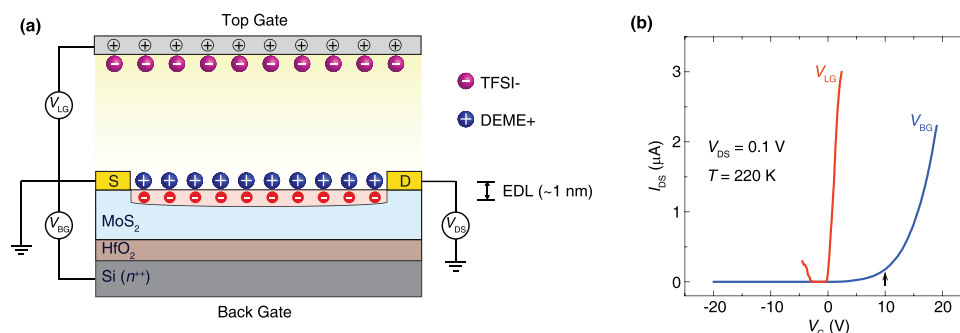 (a)
Top Gate
+ + + + + + + + + +
− − − − − − − − − −
V_LG
− TFSI-
+ DEME+
S + + + + + + + + + D
− − − − − − − − −
EDL (~1 nm)
MoS₂
V_BG
V_DS
HfO₂
Si (n⁺⁺)
Back Gate
(b)
3
2
1
0
I_DS (μA)
V_LG
V_BG
V_DS = 0.1 V
T = 220 K
-20 -10 0 10 20